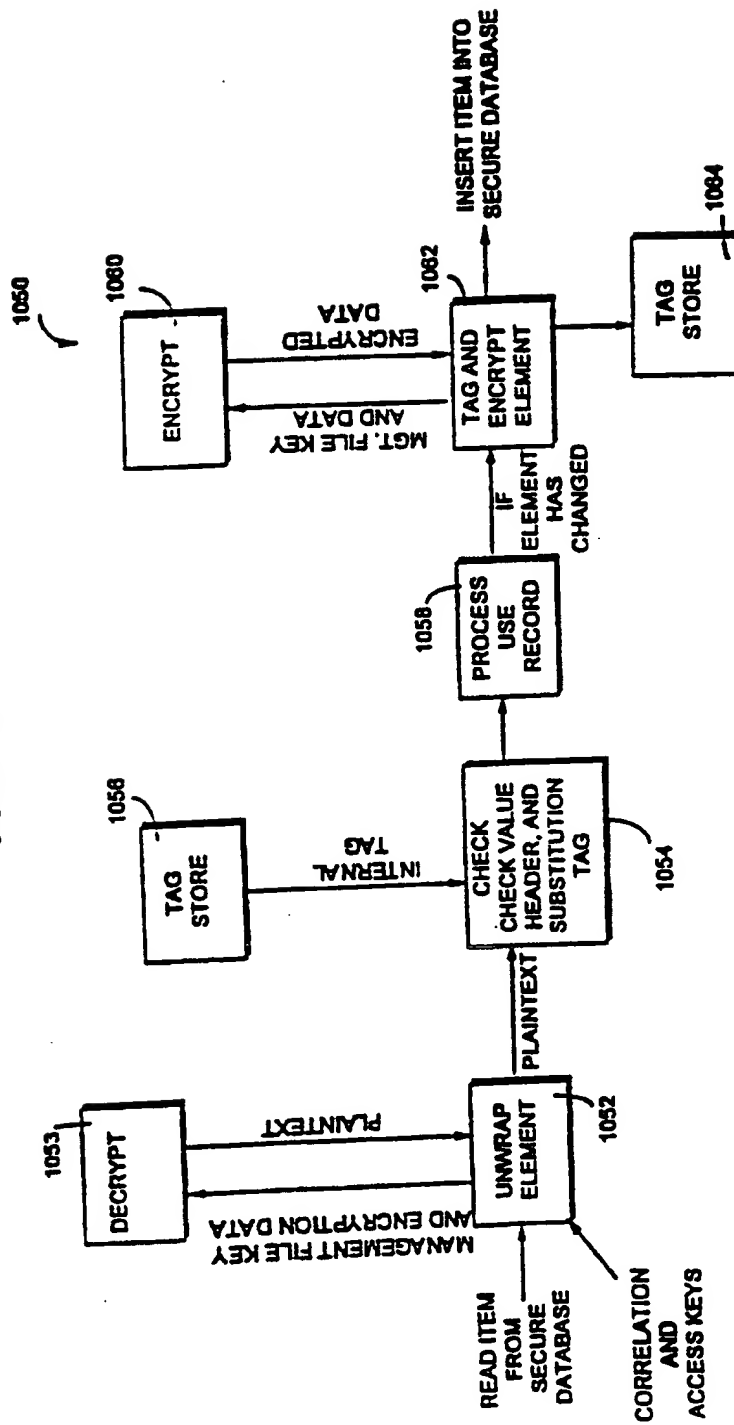 1050
1053
DECRYPT
MANAGEMENT FILE KEY
AND ENCRYPTION DATA
PLAINTEXT
READ ITEM
FROM
SECURE
DATABASE
CORRELATION
AND
ACCESS KEYS
UNWRAP
ELEMENT
1052
PLAINTEXT
1056
TAG
STORE
INTERNAL
TAG
CHECK
CHECK VALUE
HEADER, AND
SUBSTITUTION
TAG
1054
1058
PROCESS
USE
RECORD
IF
ELEMENT
HAS
CHANGED
1060
ENCRYPT
MGT. FILE KEY
AND DATA
ENCRYPTED
DATA
1062
TAG AND
ENCRYPT
ELEMENT
INSERT ITEM INTO
SECURE DATABASE
TAG
STORE
1064